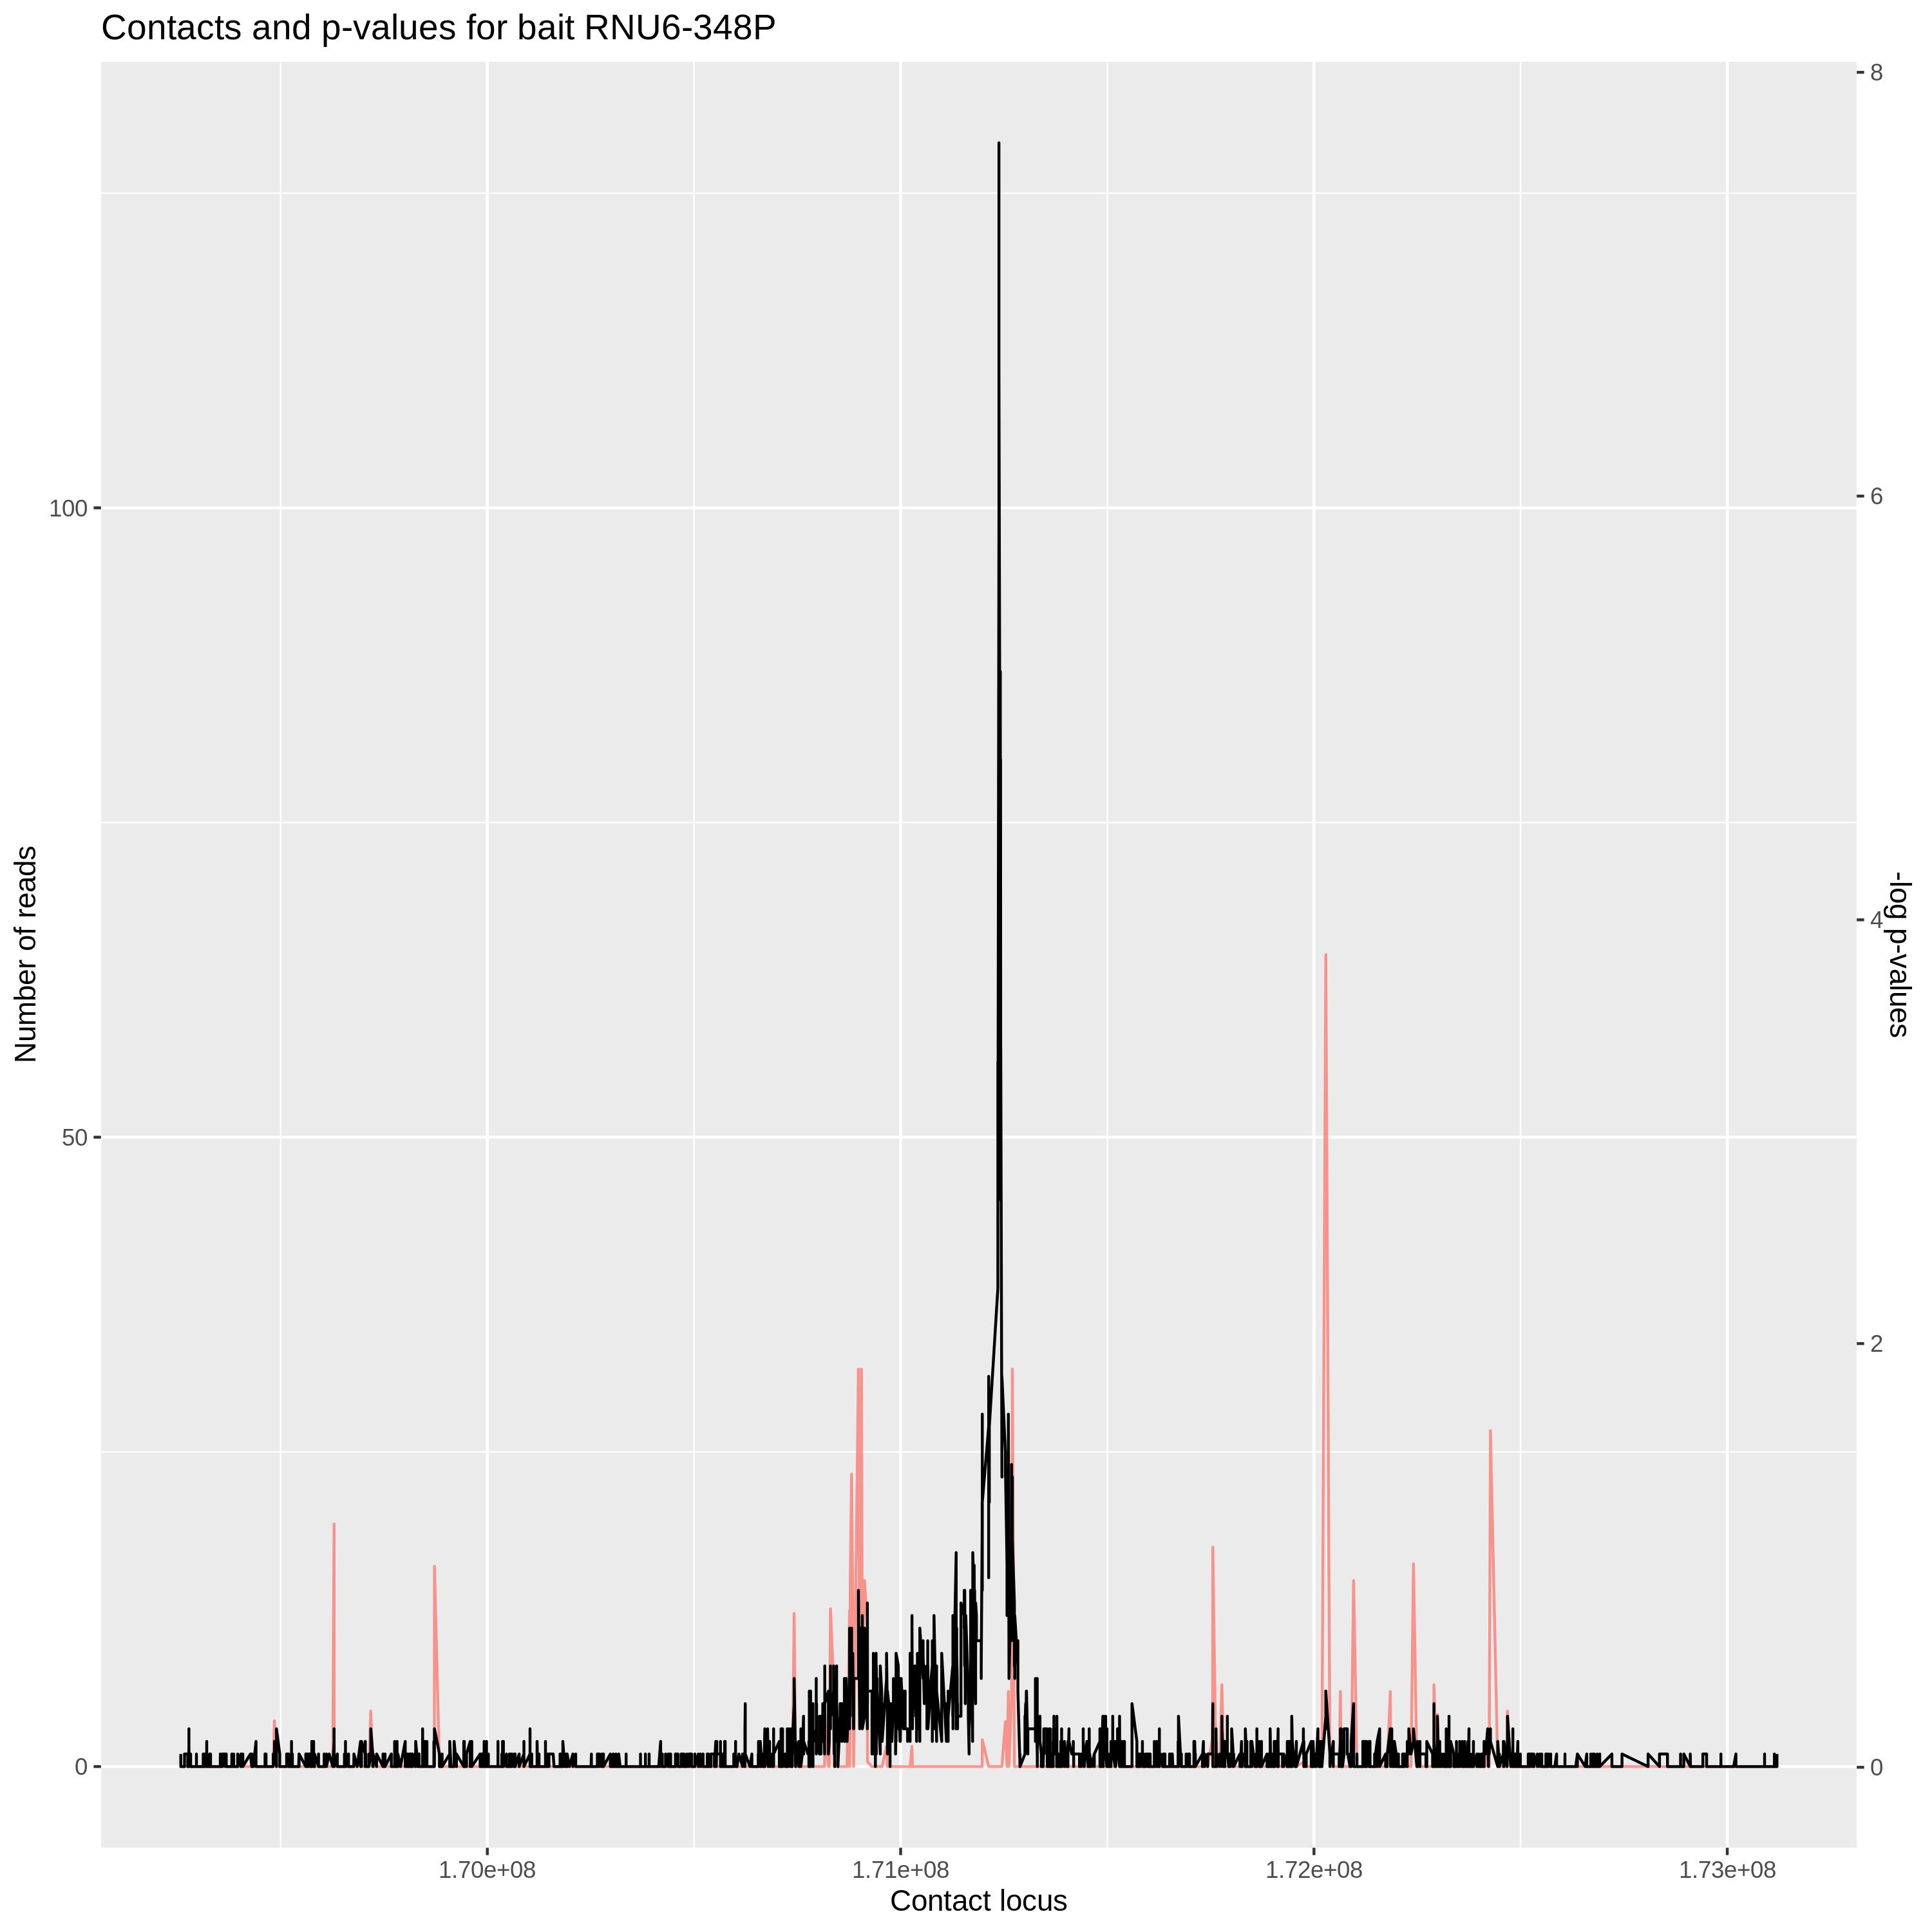 Contacts and p-values for bait RNU6-348P
Number of reads
100
50
0
8
6
4
2
0
-log p-values
1.70e+08
1.71e+08
1.72e+08
1.73e+08
Contact locus